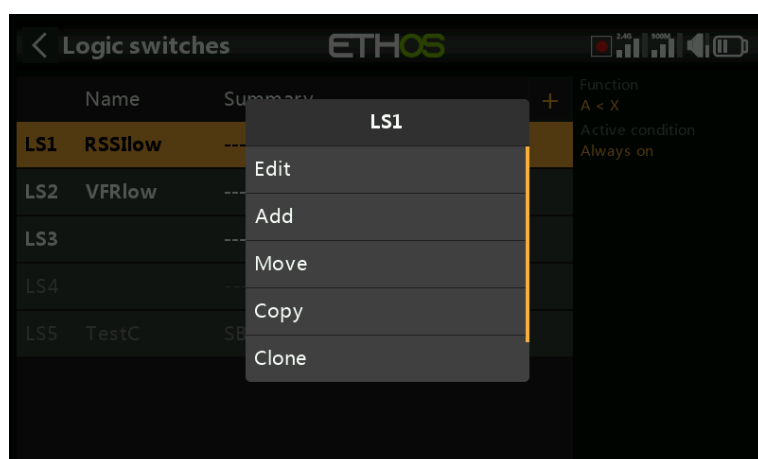 Logic switches
ETHOS
2.4G
900M
Name Summary +
Function
A < X
Active condition
Always on
LS1
LS1 RSSIlow ---
Edit
LS2 VFRlow ---
Add
LS3 ---
Move
LS4 ---
Copy
LS5 TestC SB
Clone